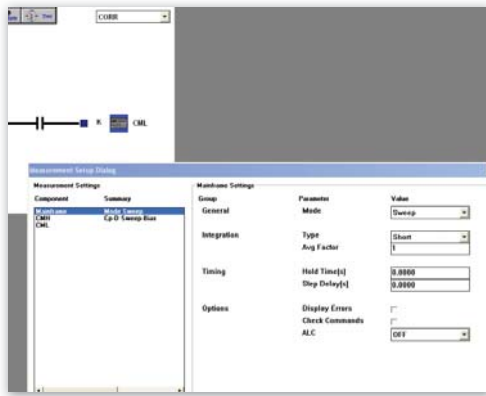 CORR
K CML
Measurement Setup Dialog
Measurement Settings
Component Summary
Mainframe Mode Sweep
CMH Cp-D Sweep Bias
CML
Mainframe Settings
Group Parameter Value
General Mode Sweep
Integration Type Short
Avg Factor 1
Timing Hold Time[s] 0.0000
Step Delay[s] 0.0000
Options Display Errors
Check Commands
ALC OFF